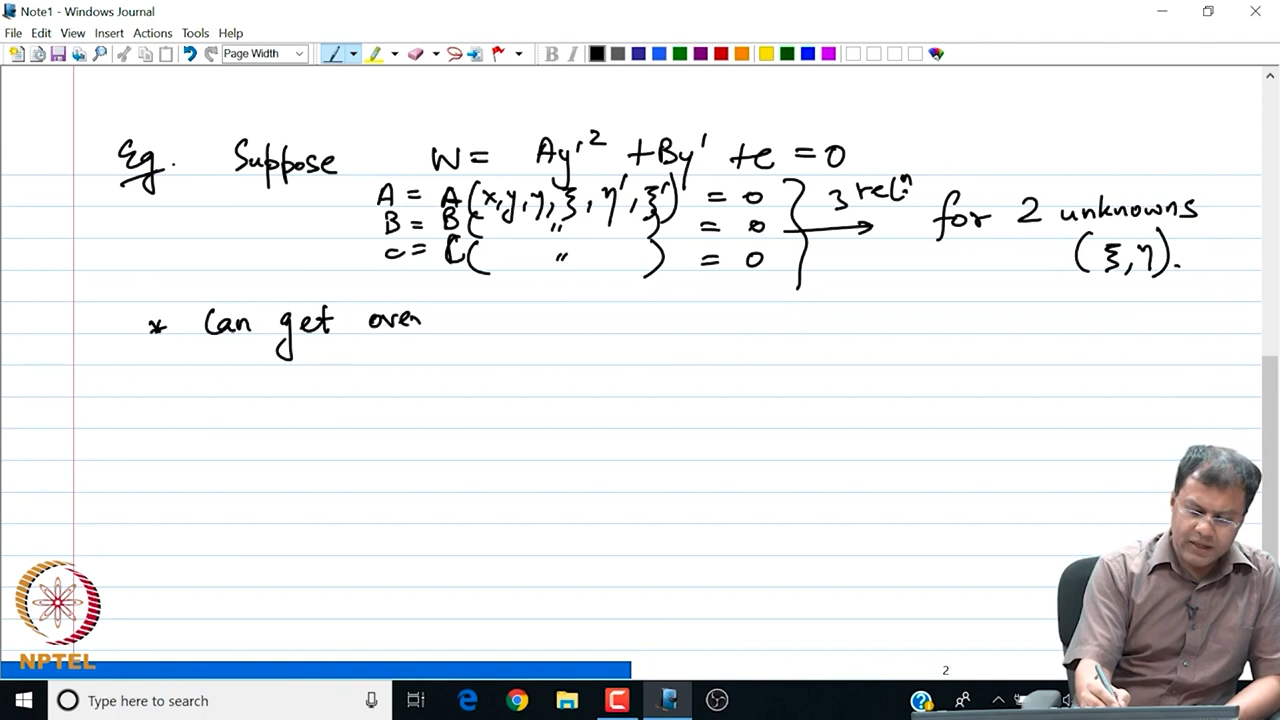 Note1 - Windows Journal
File Edit View Insert Actions Tools Help
Page Width
B I
Eg. Suppose W = Ay'² + By' + c = 0
A = A(x, y, η, ξ, η', ξ') = 0
B = B( " ) = 0
c = C( " ) = 0
3 relⁿ for 2 unknowns
(ξ, η).
* Can get over
NPTEL
2
Type here to search